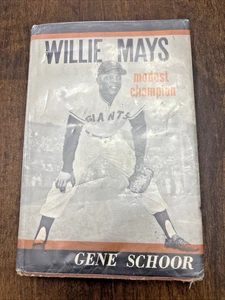 WILLIE MAYS
modest
champion
GIANTS
GENE SCHOOR